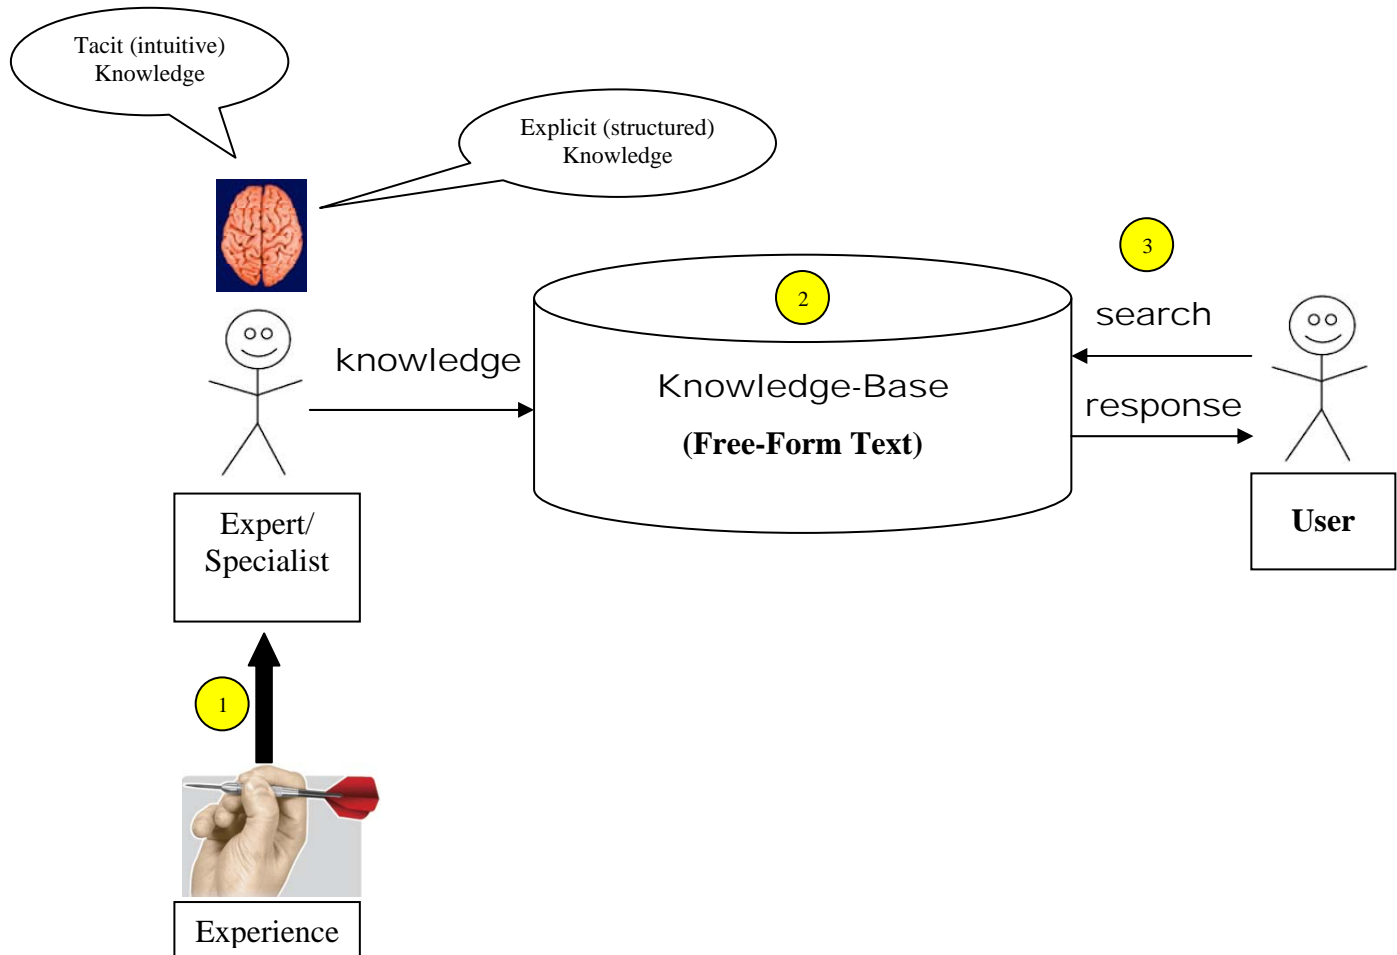 Tacit (intuitive)
Knowledge
Explicit (structured)
Knowledge
3
2
search
knowledge
Knowledge-Base
response
(Free-Form Text)
Expert/
Specialist
User
1
Experience